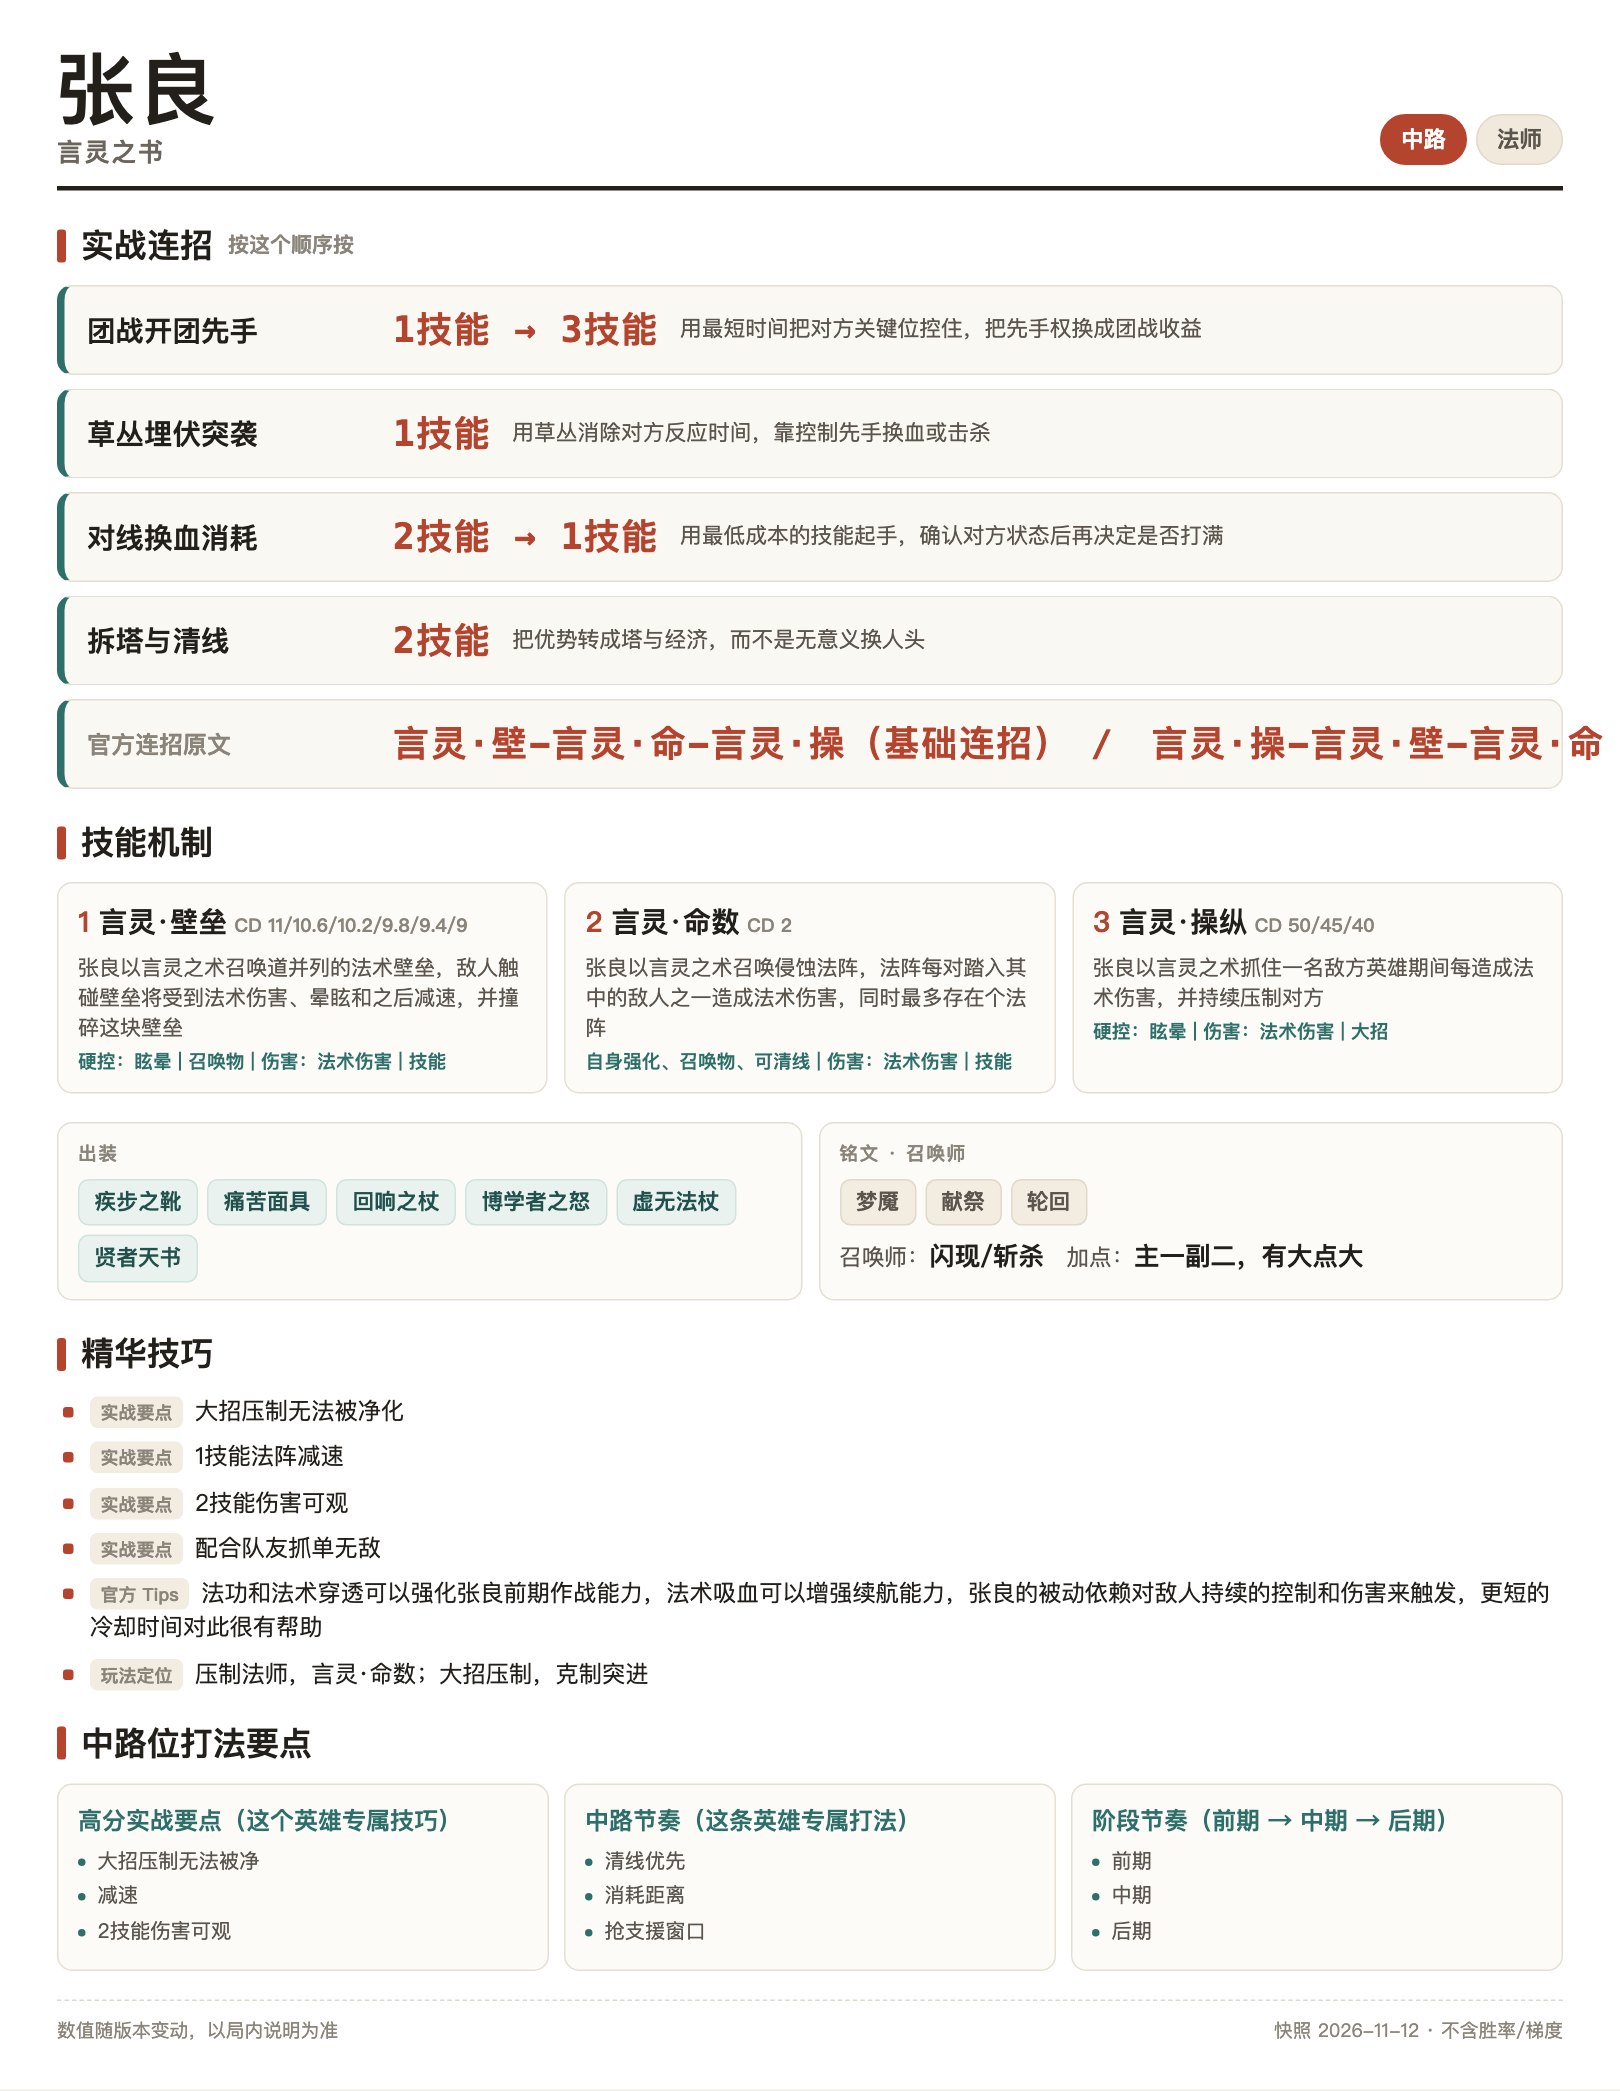 张良
言灵之书
中路 法师
实战连招 按这个顺序按
团战开团先手 1技能 → 3技能 用最短时间把对方关键位控住，把先手权换成团战收益
草丛埋伏突袭 1技能 用草丛消除对方反应时间，靠控制先手换血或击杀
对线换血消耗 2技能 → 1技能 用最低成本的技能起手，确认对方状态后再决定是否打满
拆塔与清线 2技能 把优势转成塔与经济，而不是无意义换人头
官方连招原文 言灵·壁–言灵·命–言灵·操（基础连招） / 言灵·操–言灵·壁–言灵·命
技能机制
1 言灵·壁垒 CD 11/10.6/10.2/9.8/9.4/9
张良以言灵之术召唤道并列的法术壁垒，敌人触
碰壁垒将受到法术伤害、晕眩和之后减速，并撞
碎这块壁垒
硬控：眩晕 | 召唤物 | 伤害：法术伤害 | 技能
2 言灵·命数 CD 2
张良以言灵之术召唤侵蚀法阵，法阵每对踏入其
中的敌人之一造成法术伤害，同时最多存在个法
阵
自身强化、召唤物、可清线 | 伤害：法术伤害 | 技能
3 言灵·操纵 CD 50/45/40
张良以言灵之术抓住一名敌方英雄期间每造成法
术伤害，并持续压制对方
硬控：眩晕 | 伤害：法术伤害 | 大招
出装
疾步之靴 痛苦面具 回响之杖 博学者之怒 虚无法杖
贤者天书
铭文 · 召唤师
梦魇 献祭 轮回
召唤师：闪现/斩杀 加点：主一副二，有大点大
精华技巧
实战要点 大招压制无法被净化
实战要点 1技能法阵减速
实战要点 2技能伤害可观
实战要点 配合队友抓单无敌
官方 Tips 法功和法术穿透可以强化张良前期作战能力，法术吸血可以增强续航能力，张良的被动依赖对敌人持续的控制和伤害来触发，更短的
冷却时间对此很有帮助
玩法定位 压制法师，言灵·命数；大招压制，克制突进
中路位打法要点
高分实战要点（这个英雄专属技巧）
大招压制无法被净
减速
2技能伤害可观
中路节奏（这条英雄专属打法）
清线优先
消耗距离
抢支援窗口
阶段节奏（前期 → 中期 → 后期）
前期
中期
后期
数值随版本变动，以局内说明为准
快照 2026–11–12 · 不含胜率/梯度